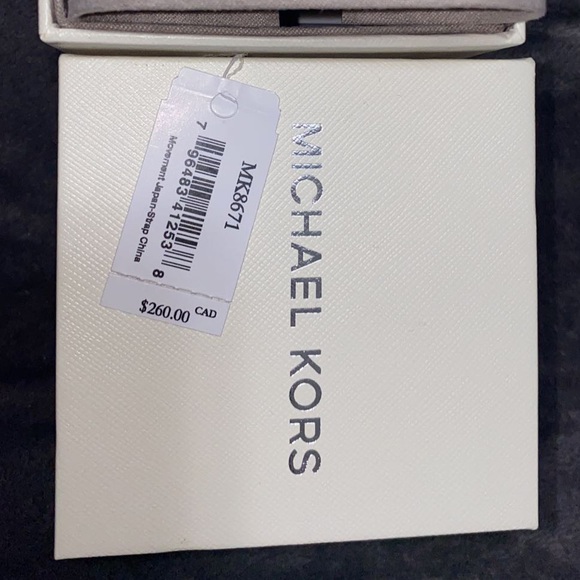 MK8671
7 96483 41253 8
Movement Japan-Strap China
$260.00 CAD
MICHAEL KORS